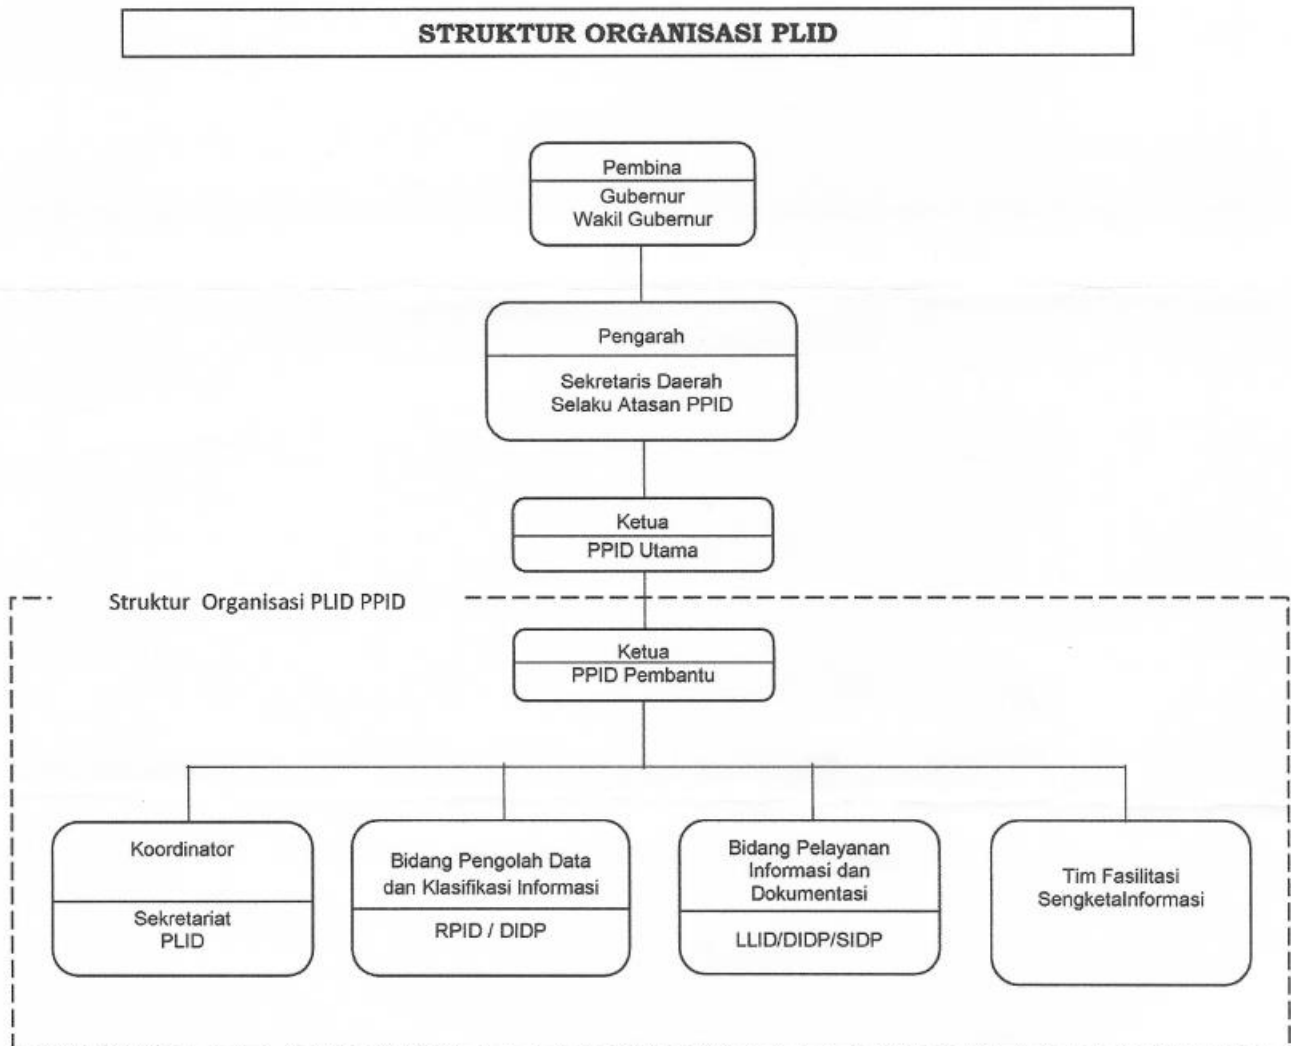 STRUKTUR ORGANISASI PLID
Pembina
Gubernur
Wakil Gubernur
Pengarah
Sekretaris Daerah
Selaku Atasan PPID
Ketua
PPID Utama
Struktur Organisasi PLID PPID
Ketua
PPID Pembantu
Koordinator
Sekretariat
PLID
Bidang Pengolah Data
dan Klasifikasi Informasi
RPID / DIDP
Bidang Pelayanan
Informasi dan
Dokumentasi
LLID/DIDP/SIDP
Tim Fasilitasi
SengketaInformasi